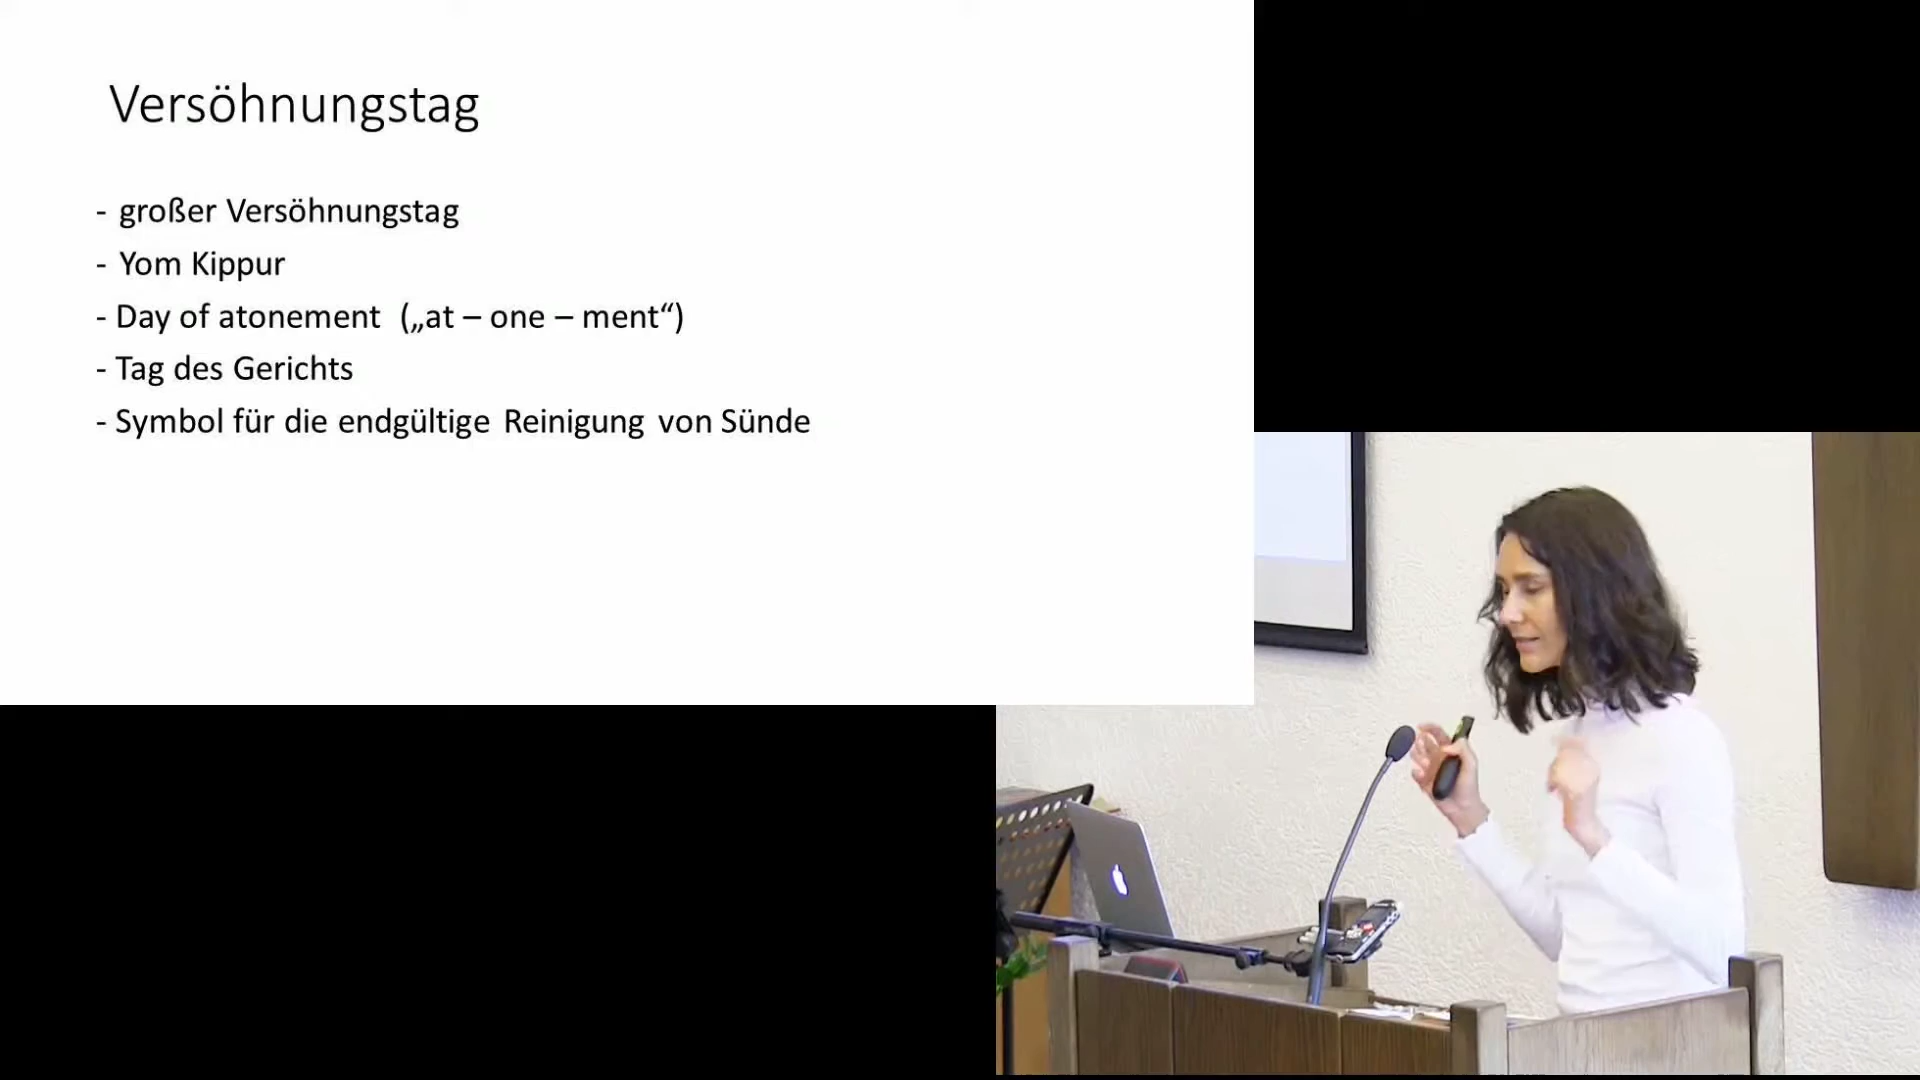 Versöhnungstag
- großer Versöhnungstag
- Yom Kippur
- Day of atonement („at – one – ment“)
- Tag des Gerichts
- Symbol für die endgültige Reinigung von Sünde